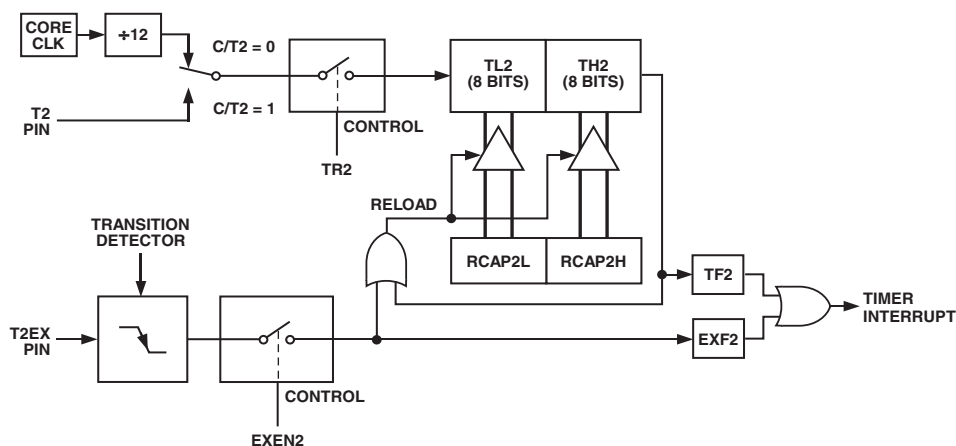 CORE
CLK
÷12
C/T2 = 0
C/T2 = 1
T2
PIN
CONTROL
TR2
TL2
(8 BITS)
TH2
(8 BITS)
RELOAD
TRANSITION
DETECTOR
RCAP2L
RCAP2H
T2EX
PIN
CONTROL
EXEN2
TF2
EXF2
TIMER
INTERRUPT